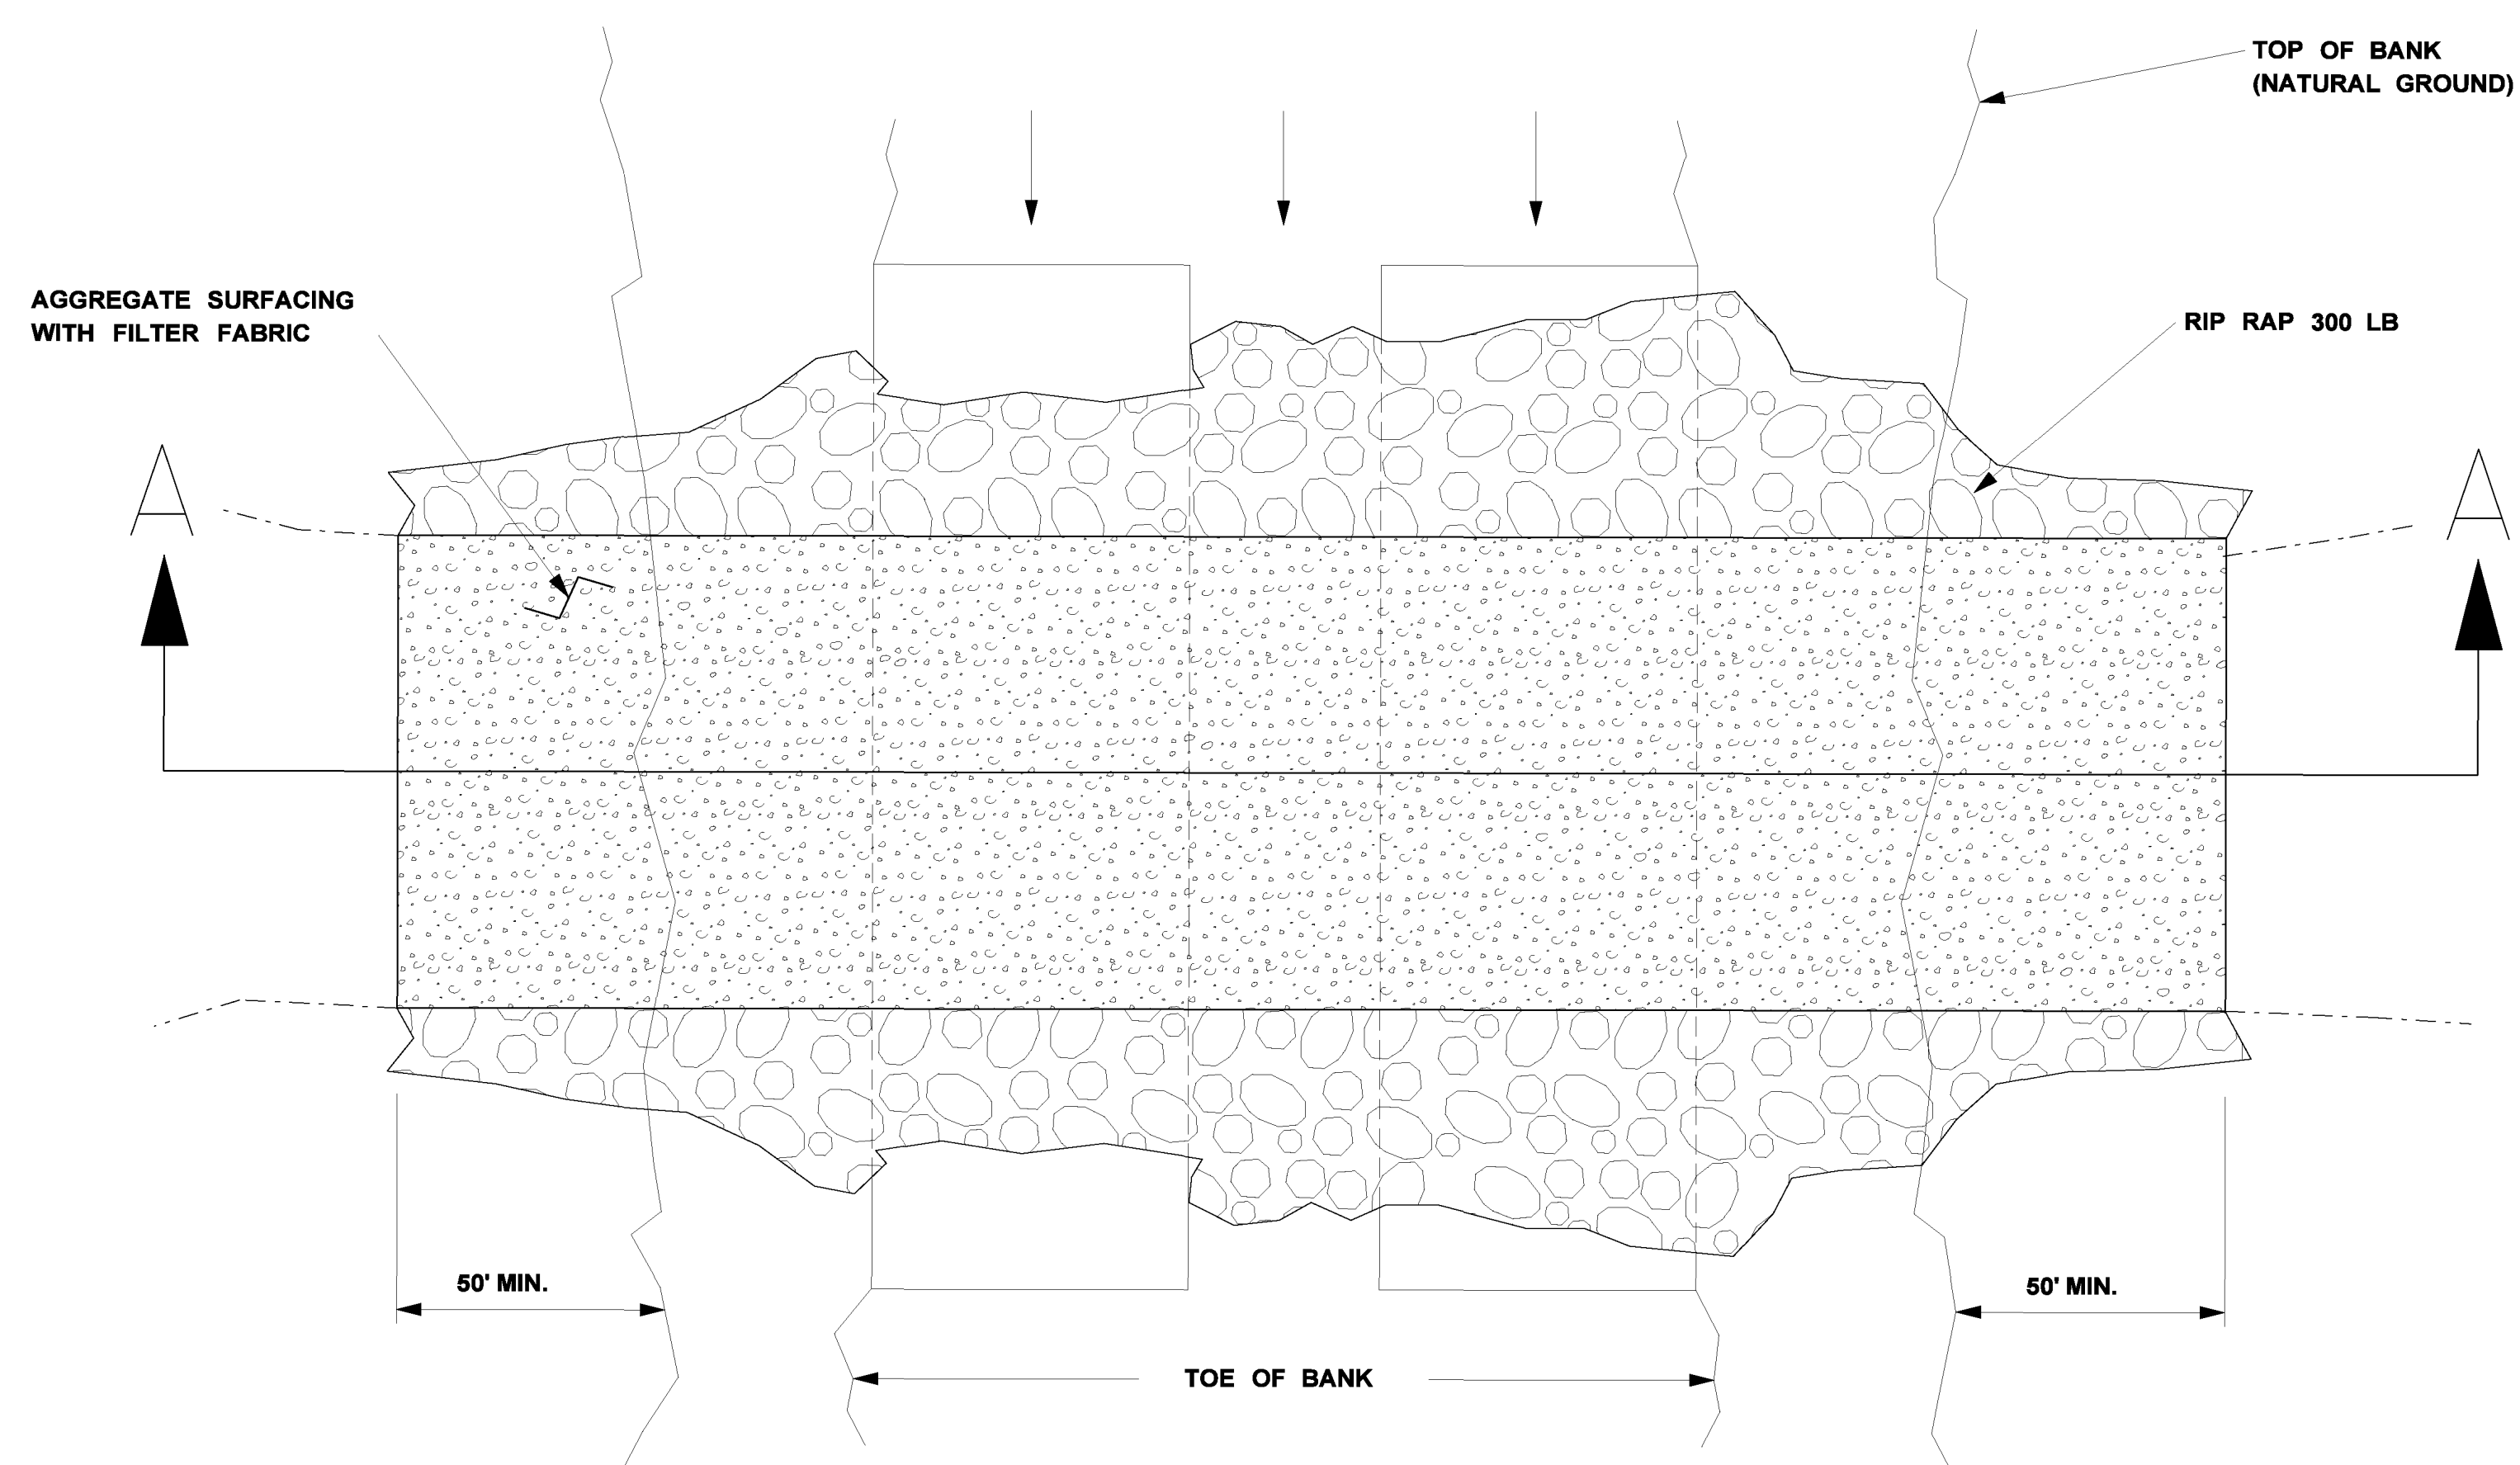 TOP OF BANK
(NATURAL GROUND)
AGGREGATE SURFACING
WITH FILTER FABRIC
RIP RAP 300 LB
A
A
50' MIN.
50' MIN.
TOE OF BANK